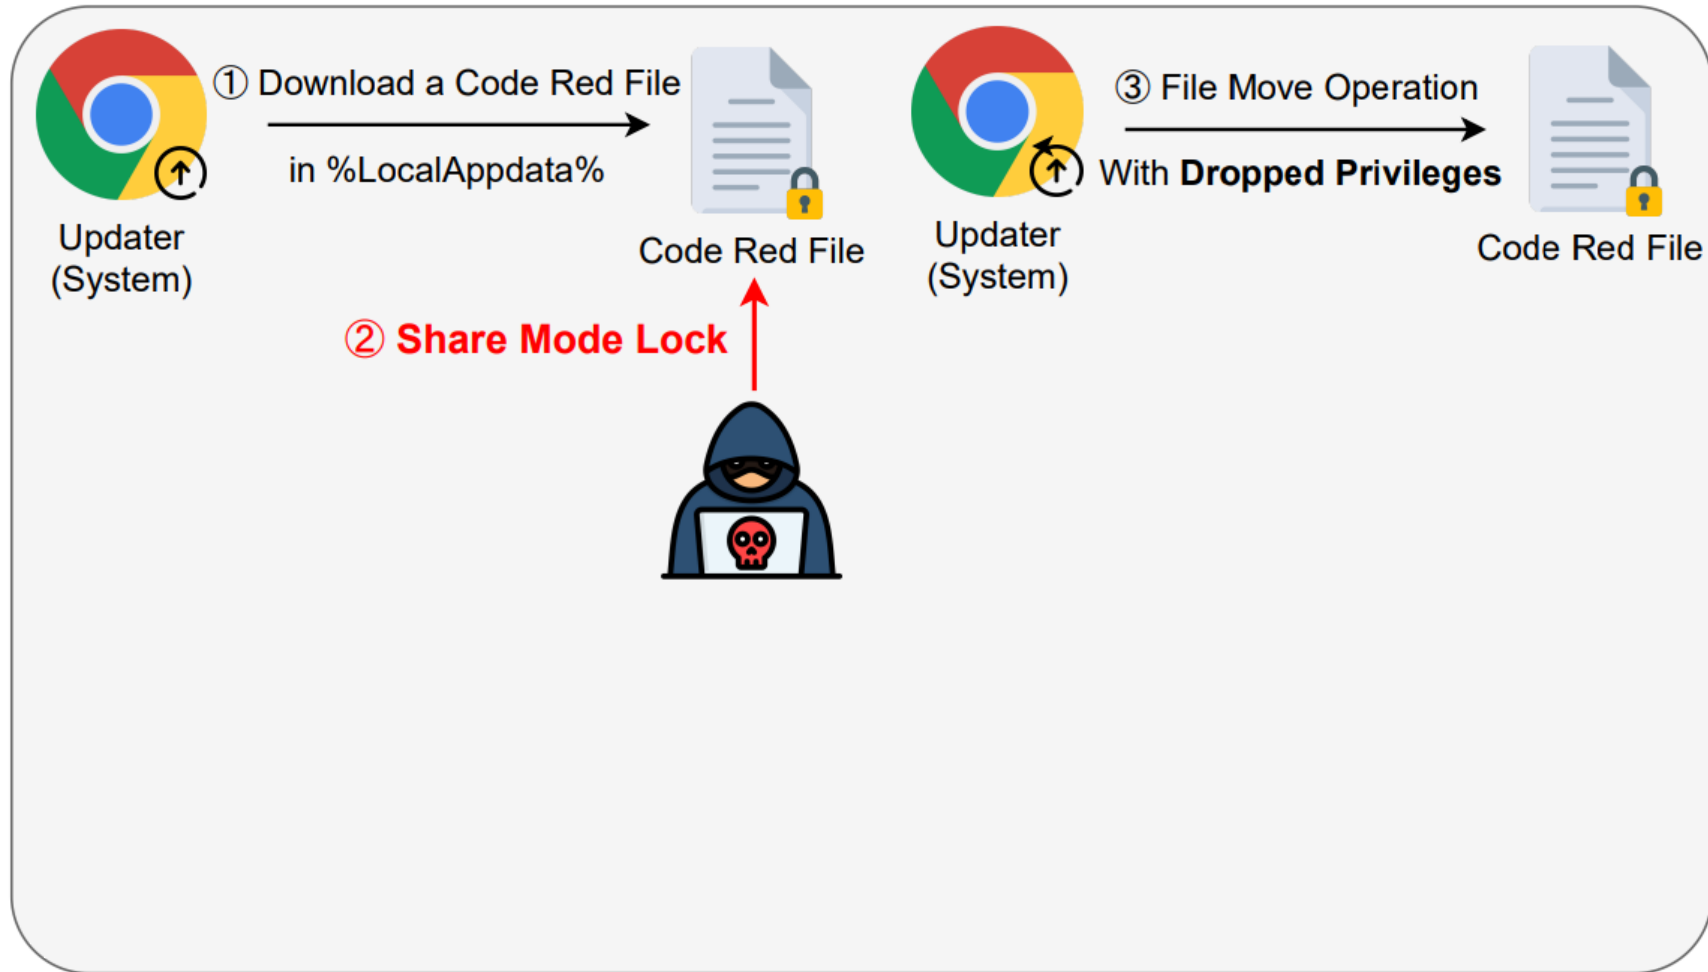 ① Download a Code Red File
in %LocalAppdata%
Updater
(System)
Code Red File
② Share Mode Lock
③ File Move Operation
With Dropped Privileges
Updater
(System)
Code Red File